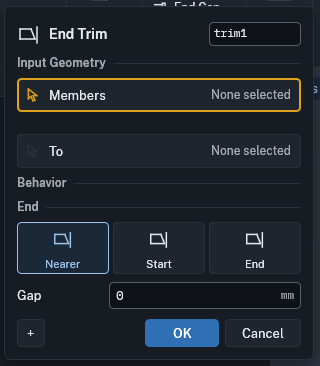 End Trim
trim1
Input Geometry
Members
None selected
To
None selected
Behavior
End
Nearer
Start
End
Gap
0
mm
+
OK
Cancel